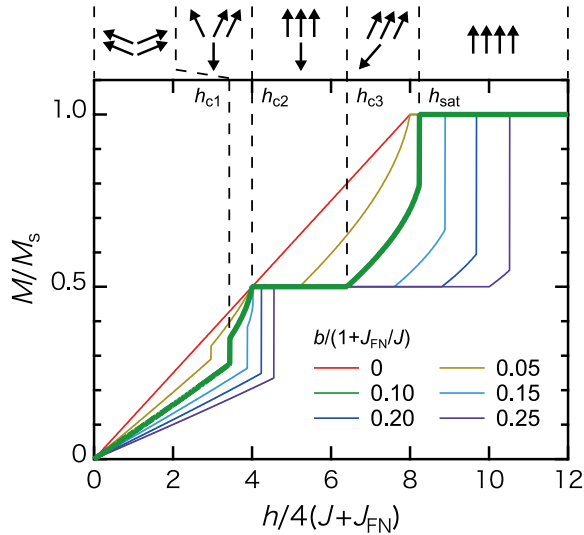 h_c1 h_c2 h_c3 h_sat
1.0
0.5
0
M/M_s
b/(1+J_FN/J)
0 0.05
0.10 0.15
0.20 0.25
0 2 4 6 8 10 12
h/4(J+J_FN)